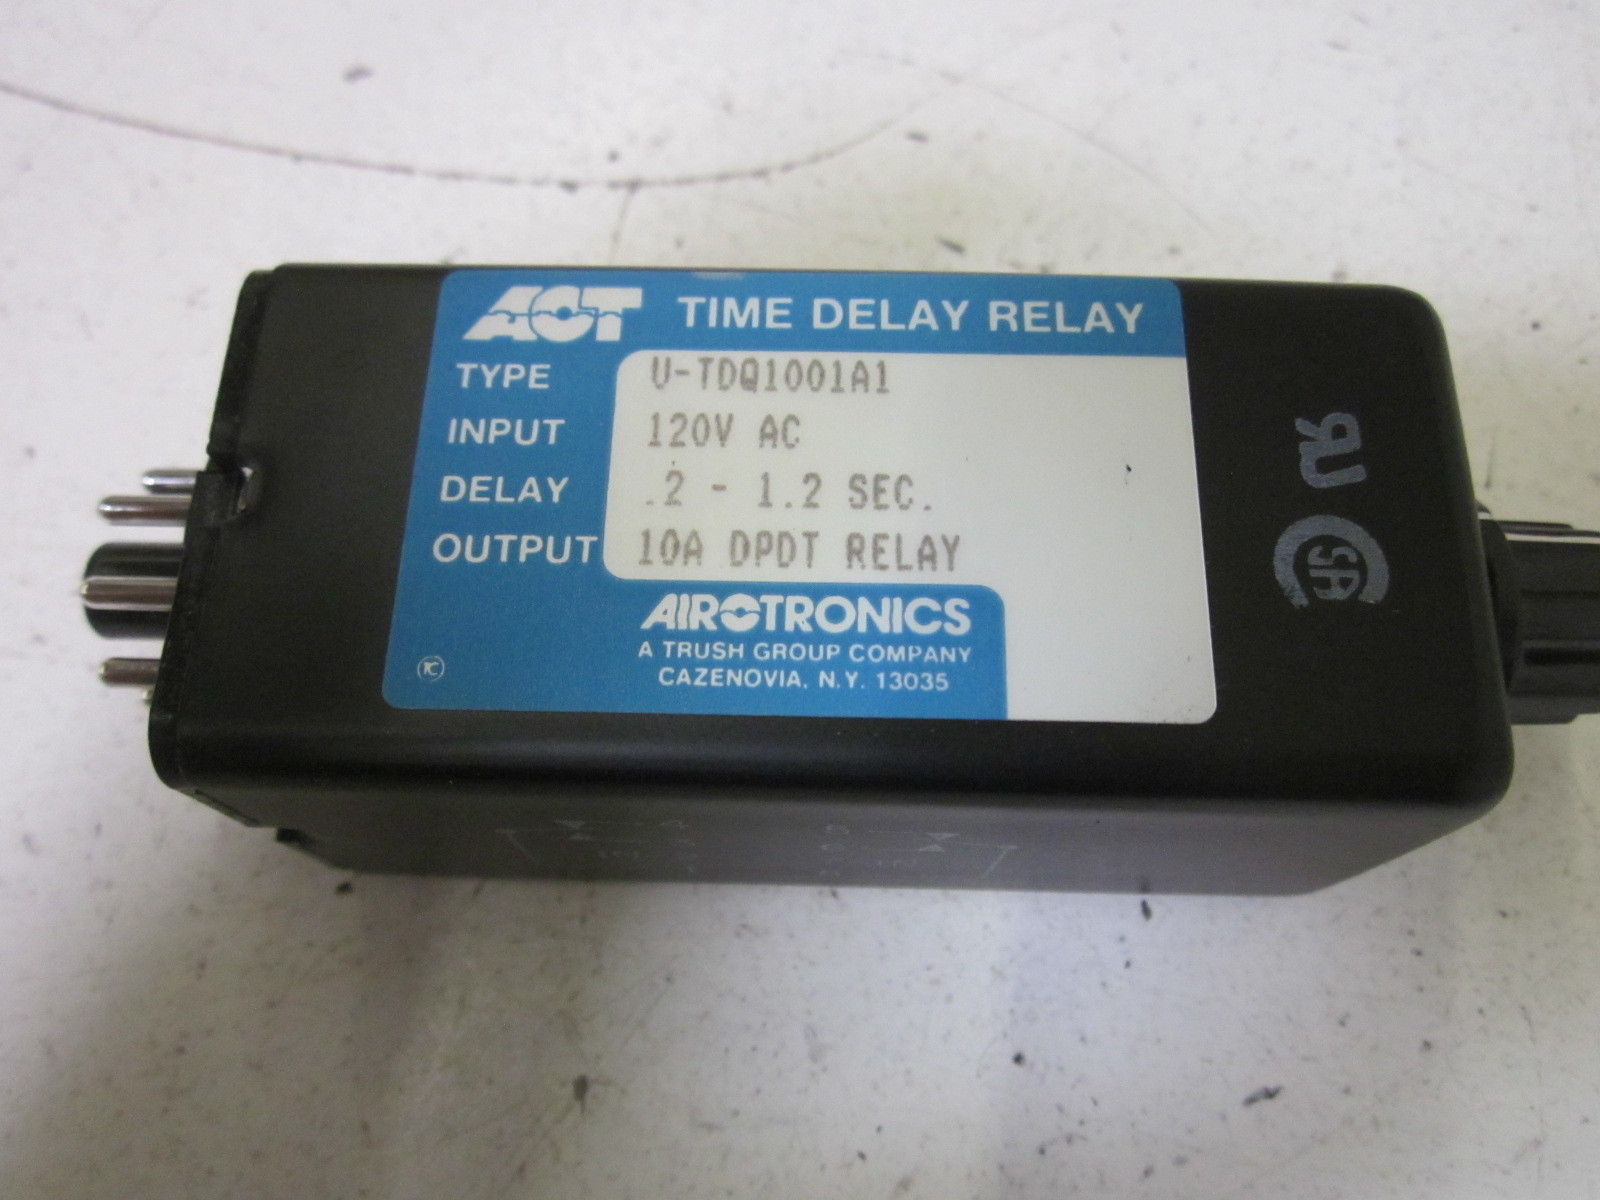 ACT TIME DELAY RELAY
TYPE U-TDQ1001A1
INPUT 120V AC
DELAY .2 - 1.2 SEC.
OUTPUT 10A DPDT RELAY
AIROTRONICS
A TRUSH GROUP COMPANY
CAZENOVIA, N.Y. 13035